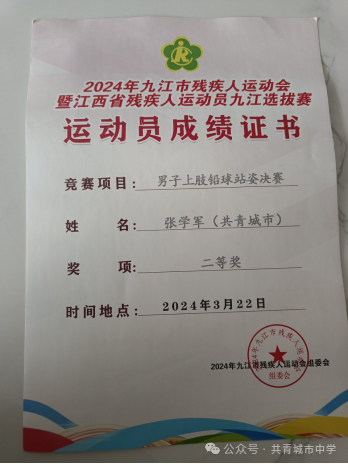 2024年九江市残疾人运动会
暨江西省残疾人运动员九江选拔赛
运动员成绩证书
竞赛项目: 男子上肢铅球站姿决赛
姓 名: 张学军（共青城市）
奖 项: 二等奖
时间地点: 2024年3月22日
2024年九江市残疾人运动会组委会
组委会
公众号 · 共青城市中学